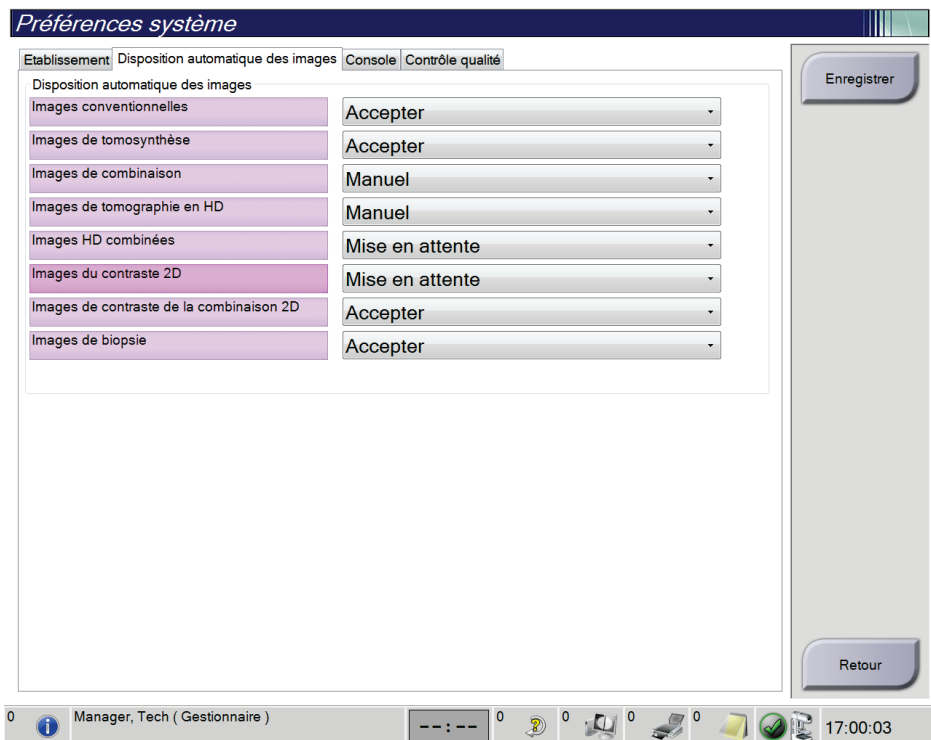 Préférences système
Etablissement Disposition automatique des images Console Contrôle qualité
Enregistrer
Disposition automatique des images
Images conventionnelles Accepter
Images de tomosynthèse Accepter
Images de combinaison Manuel
Images de tomographie en HD Manuel
Images HD combinées Mise en attente
Images du contraste 2D Mise en attente
Images de contraste de la combinaison 2D Accepter
Images de biopsie Accepter
Retour
0 Manager, Tech ( Gestionnaire ) --:-- 0 0 0 0 17:00:03